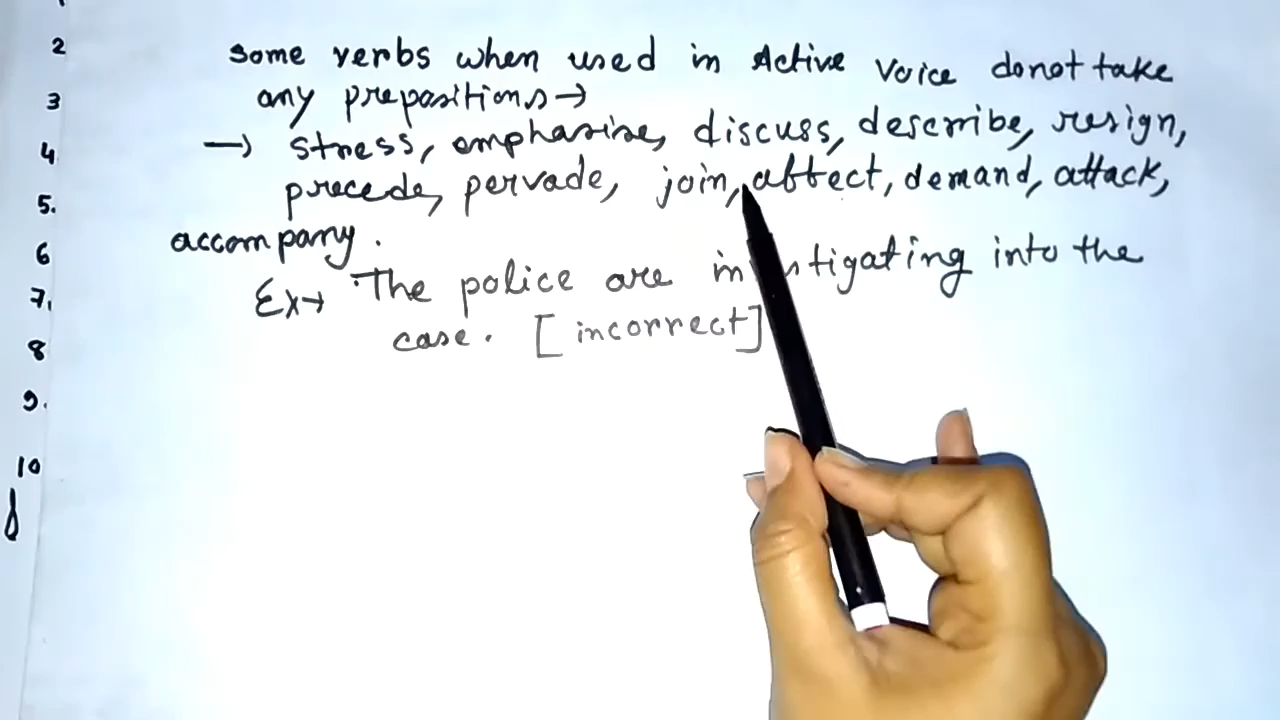 2
some verbs when used in Active voice donot take
3
any prepositions →
4
→ stress, emphasise, discuss, describe, resign,
5.
precede, pervade, join, affect, demand, attack,
6
accompany.
7.
Ex→ The police are investigating into the
8
case. [incorrect]
9.
10